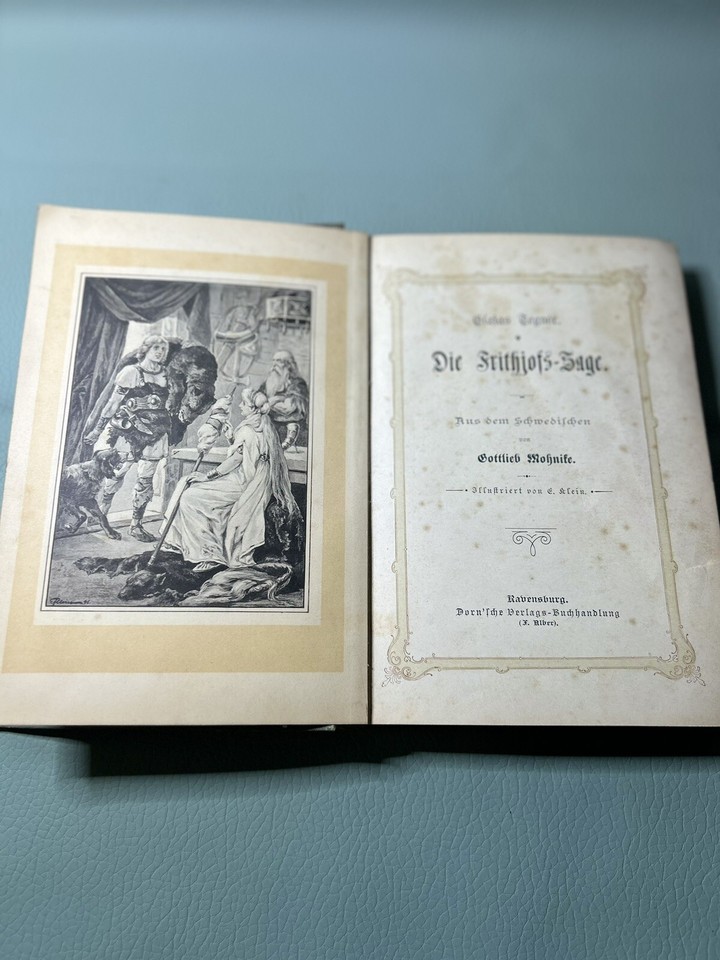 Esaias Tegnér.
Die Frithjofs-Sage.
Aus dem Schwedischen
von
Gottlieb Mohnike.
Illustriert von E. Klein.
Ravensburg.
Dorn'sche Verlags-Buchhandlung
(F. Alber).